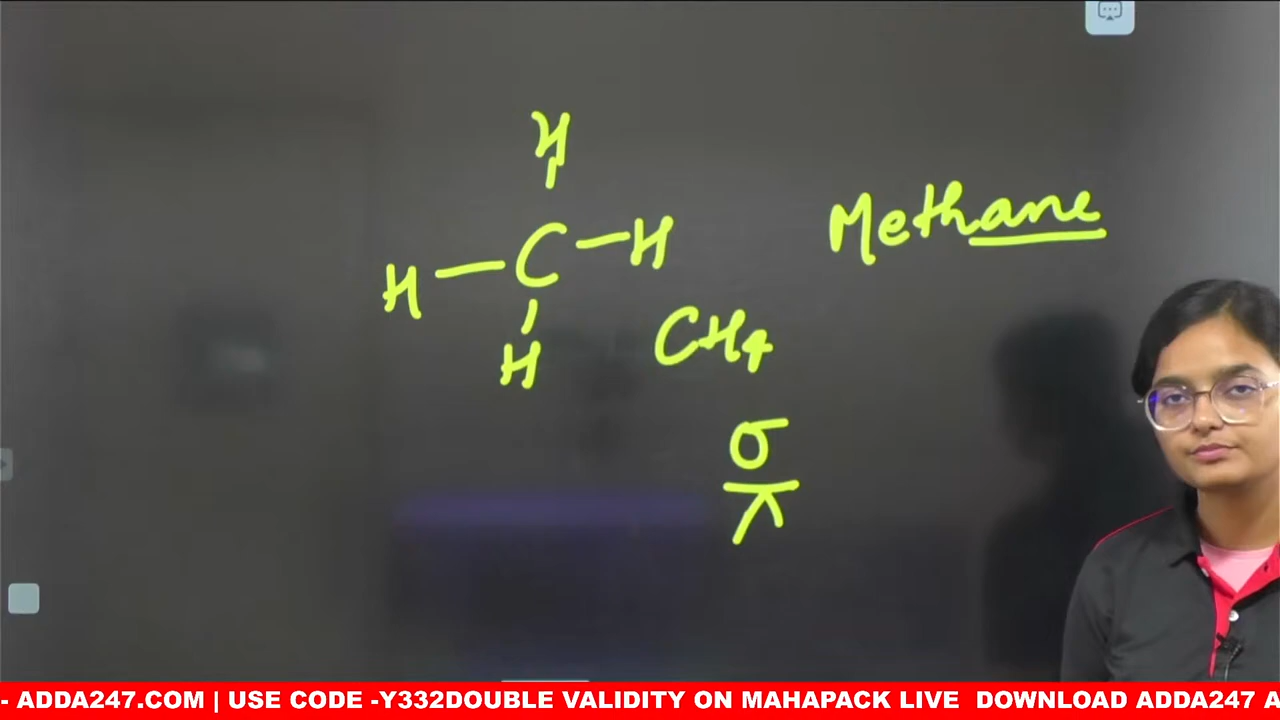 H
C - H
Methane
H -
H
CH4
σ
π
- ADDA247.COM | USE CODE -Y332DOUBLE VALIDITY ON MAHAPACK LIVE DOWNLOAD ADDA247 A